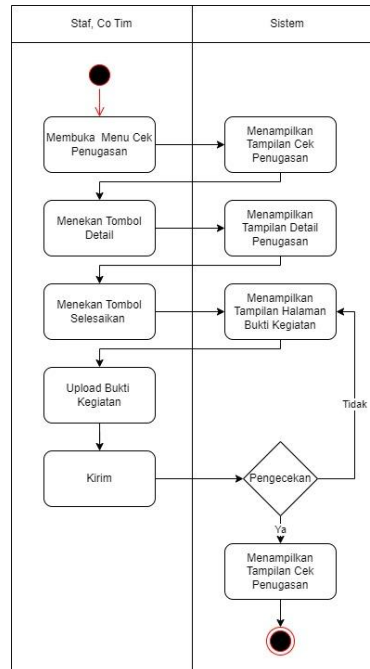 Staf, Co Tim
Sistem
Membuka Menu Cek
Penugasan
Menampilkan
Tampilan Cek
Penugasan
Menekan Tombol
Detail
Menampilkan
Tampilan Detail
Penugasan
Menekan Tombol
Selesaikan
Menampilkan
Tampilan Halaman
Bukti Kegiatan
Upload Bukti
Kegiatan
Tidak
Kirim
Pengecekan
Ya
Menampilkan
Tampilan Cek
Penugasan